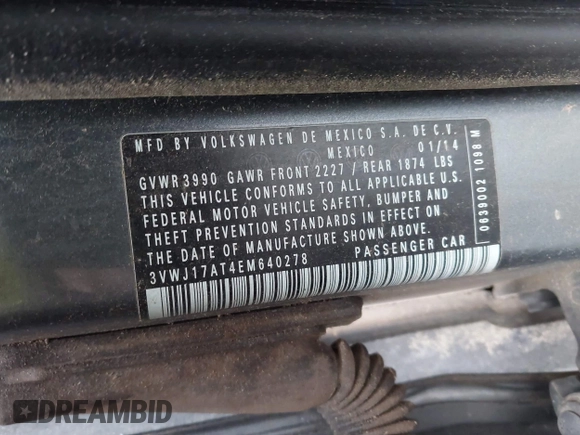 MFD BY VOLKSWAGEN DE MEXICO S.A. DE C.V.
MEXICO 01/14
GVWR 3990 GAWR FRONT 2227 / REAR 1874 LBS
THIS VEHICLE CONFORMS TO ALL APPLICABLE U.S.
FEDERAL MOTOR VEHICLE SAFETY, BUMPER AND
THEFT PREVENTION STANDARDS IN EFFECT ON
THE DATE OF MANUFACTURE SHOWN ABOVE.
3VWJ17AT4EM640278 PASSENGER CAR
0639002 1098 M
DREAMBID